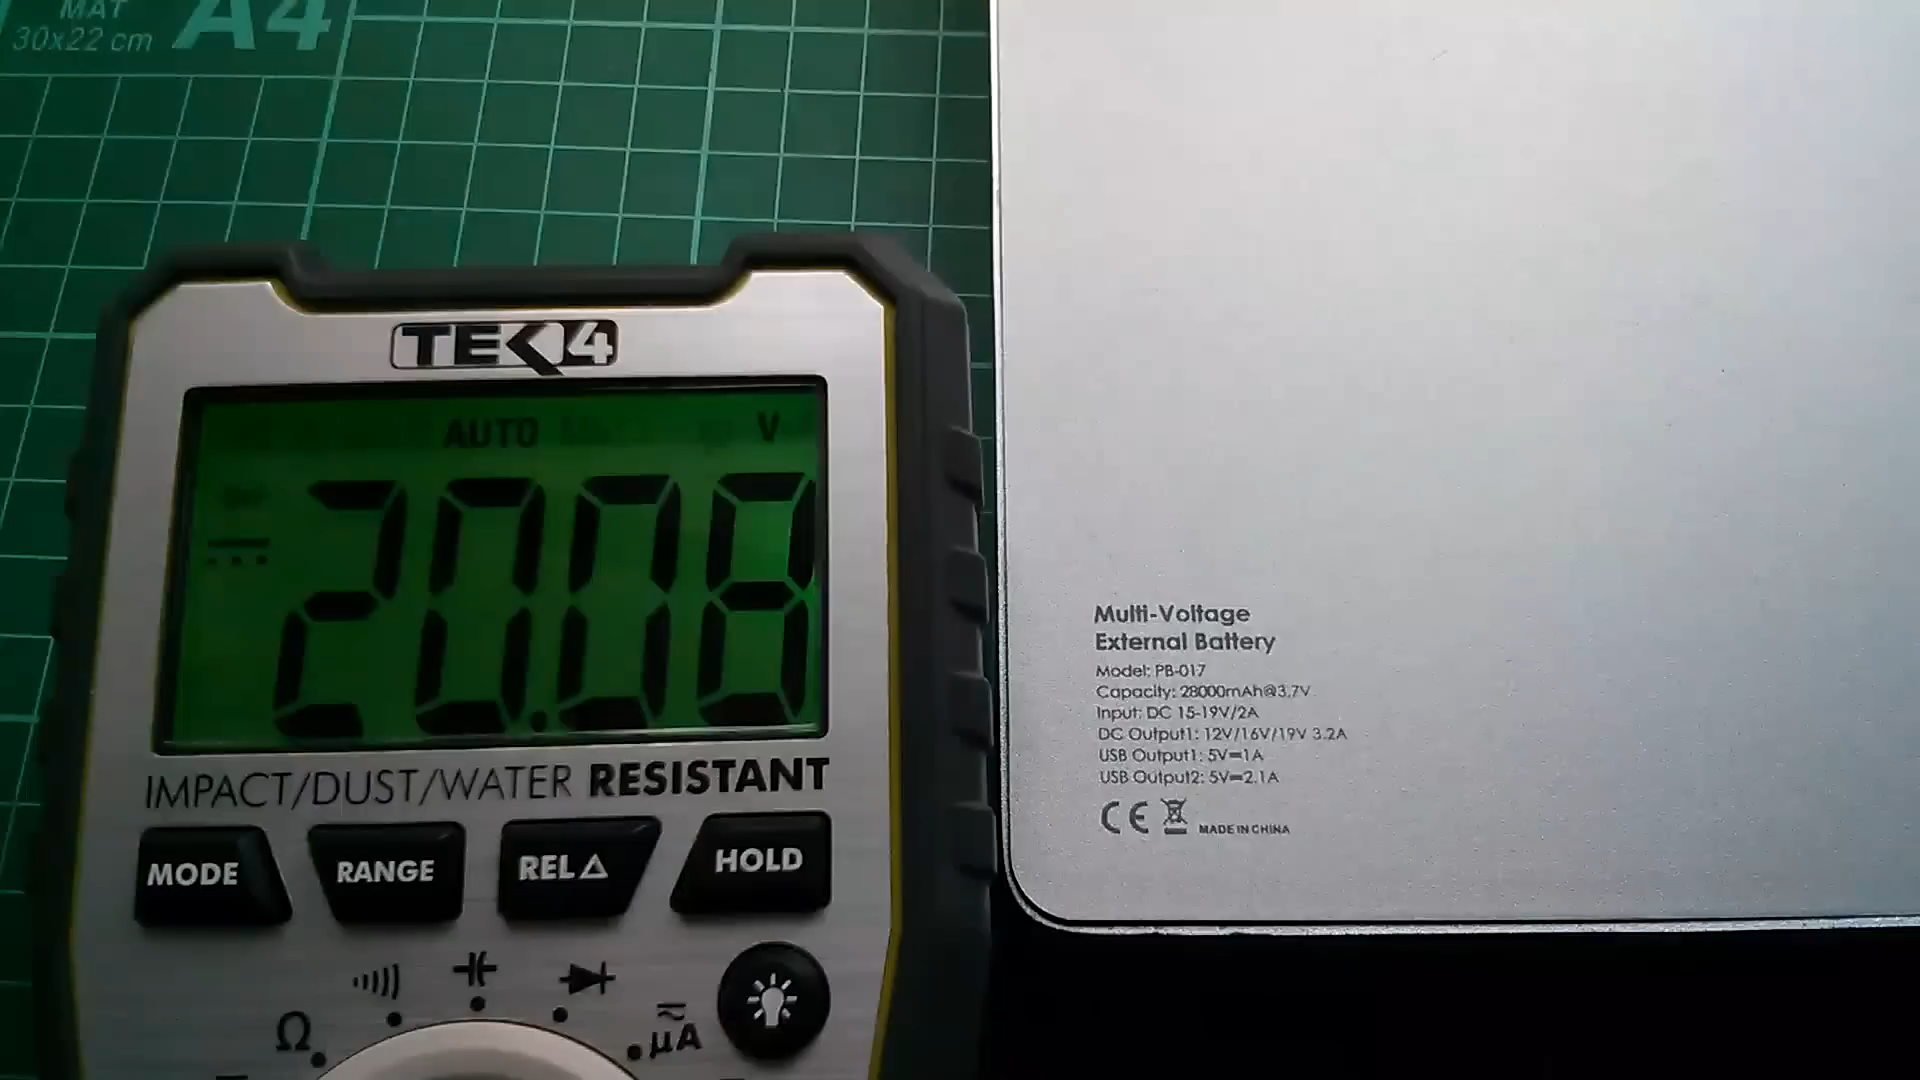 MAT
30x22 cm A4
TEK4
AUTO V
20.08
IMPACT/DUST/WATER RESISTANT
MODE RANGE REL△ HOLD
Ω
μA
Multi-Voltage
External Battery
Model: PB-017
Capacity: 28000mAh@3.7V
Input: DC 15-19V/2A
DC Output1: 12V/16V/19V 3.2A
USB Output1: 5V=1A
USB Output2: 5V=2.1A
CE MADE IN CHINA